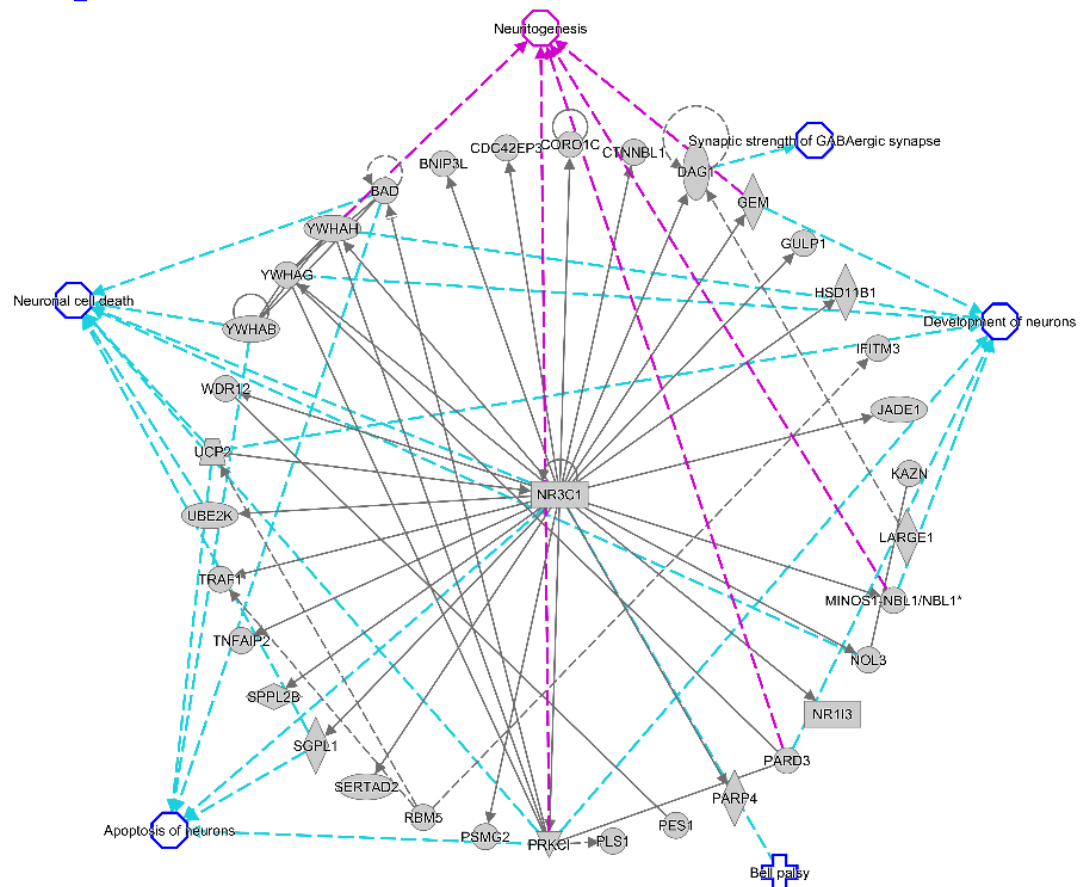 Neuritogenesis
Synaptic strength of GABAergic synapse
CDC42EP3
CORO1C
CTNNBL1
BNIP3L
DAG1
BAD
GEM
YWHAH
GULP1
YWHAG
HSD11B1
Neuronal cell death
Development of neurons
YWHAB
IFITM3
WDR12
JADE1
UCP2
KAZN
NR3C1
UBE2K
LARGE1
TRAF1
MINOS1-NBL1/NBL1*
TNFAIP2
NOL3
SPPL2B
NR1I3
SGPL1
PARD3
SERTAD2
PARP4
RBM5
PES1
Apoptosis of neurons
PSMG2
PRKCI
PLS1
Bell palsy